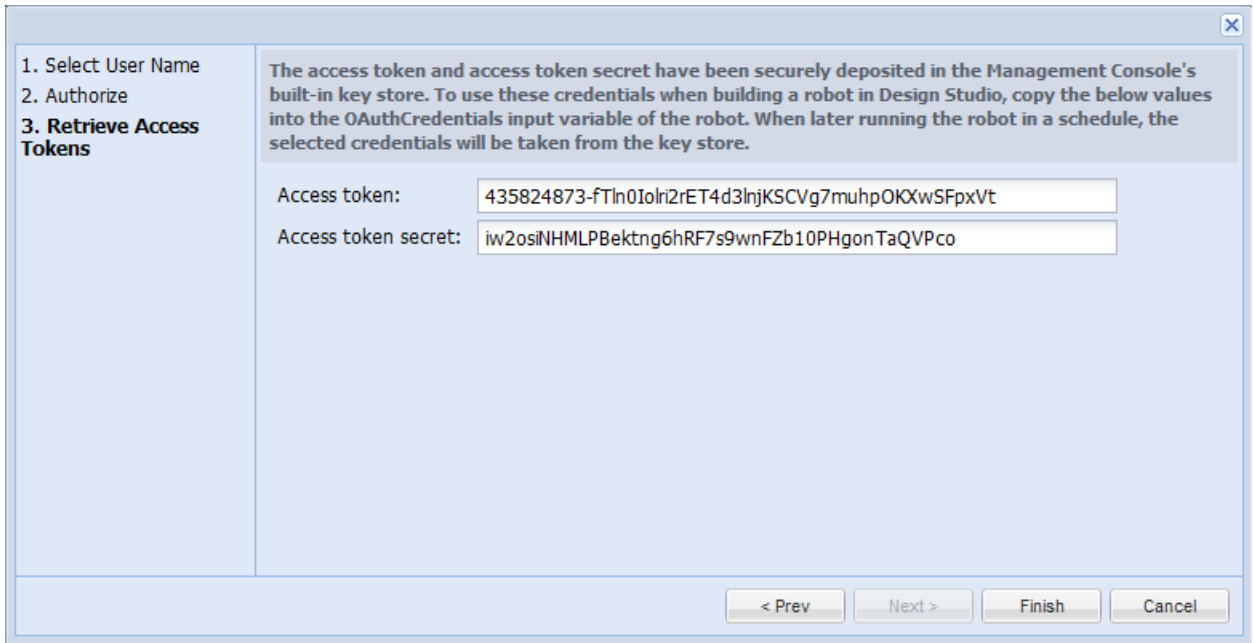 1. Select User Name
2. Authorize
3. Retrieve Access
Tokens
The access token and access token secret have been securely deposited in the Management Console's
built-in key store. To use these credentials when building a robot in Design Studio, copy the below values
into the OAuthCredentials input variable of the robot. When later running the robot in a schedule, the
selected credentials will be taken from the key store.
Access token: 435824873-fTln0Iolri2rET4d3lnjKSCVg7muhpOKXwSFpxVt
Access token secret: iw2osiNHMLPBektng6hRF7s9wnFZb10PHgonTaQVPco
< Prev Next > Finish Cancel